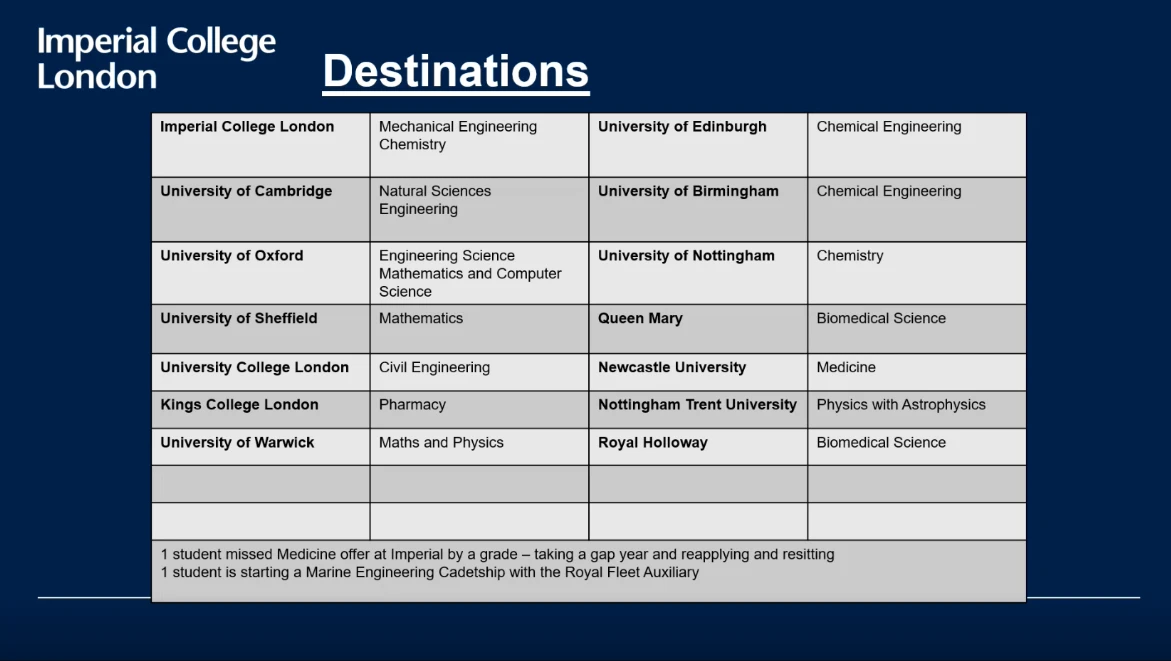 Imperial College
London
Destinations
Imperial College London
Mechanical Engineering
Chemistry
University of Edinburgh
Chemical Engineering
University of Cambridge
Natural Sciences
Engineering
University of Birmingham
Chemical Engineering
University of Oxford
Engineering Science
Mathematics and Computer
Science
University of Nottingham
Chemistry
University of Sheffield
Mathematics
Queen Mary
Biomedical Science
University College London
Civil Engineering
Newcastle University
Medicine
Kings College London
Pharmacy
Nottingham Trent University
Physics with Astrophysics
University of Warwick
Maths and Physics
Royal Holloway
Biomedical Science
1 student missed Medicine offer at Imperial by a grade – taking a gap year and reapplying and resitting
1 student is starting a Marine Engineering Cadetship with the Royal Fleet Auxiliary